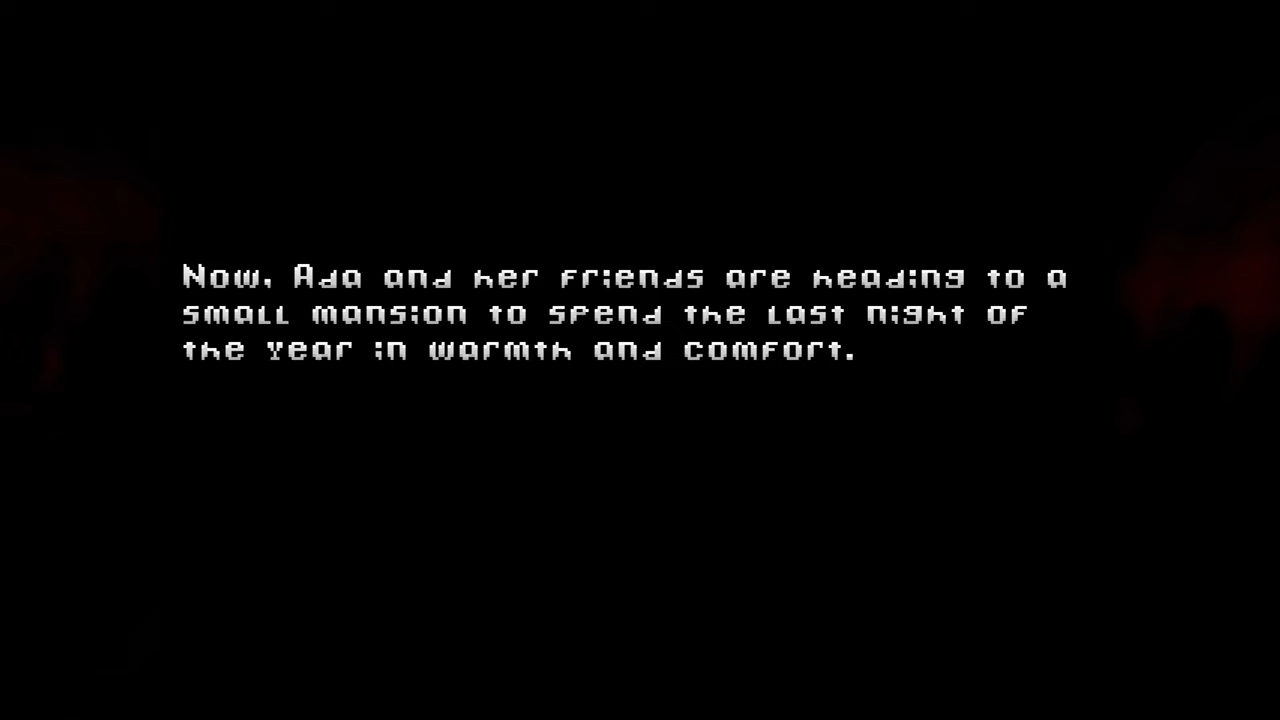 Now, Ada and her friends are heading to a
small mansion to spend the last night of
the year in warmth and comfort.